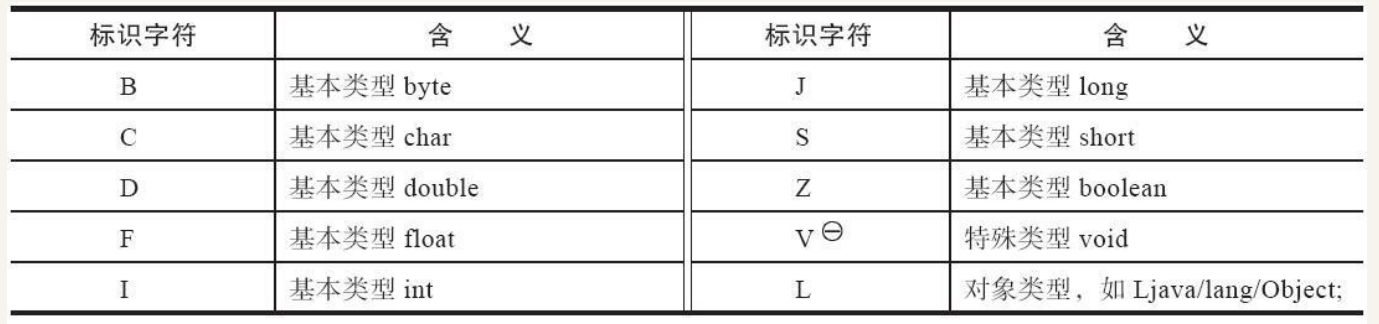 标识字符 含 义 标识字符 含 义
B 基本类型 byte J 基本类型 long
C 基本类型 char S 基本类型 short
D 基本类型 double Z 基本类型 boolean
F 基本类型 float V ⊖ 特殊类型 void
I 基本类型 int L 对象类型，如 Ljava/lang/Object;